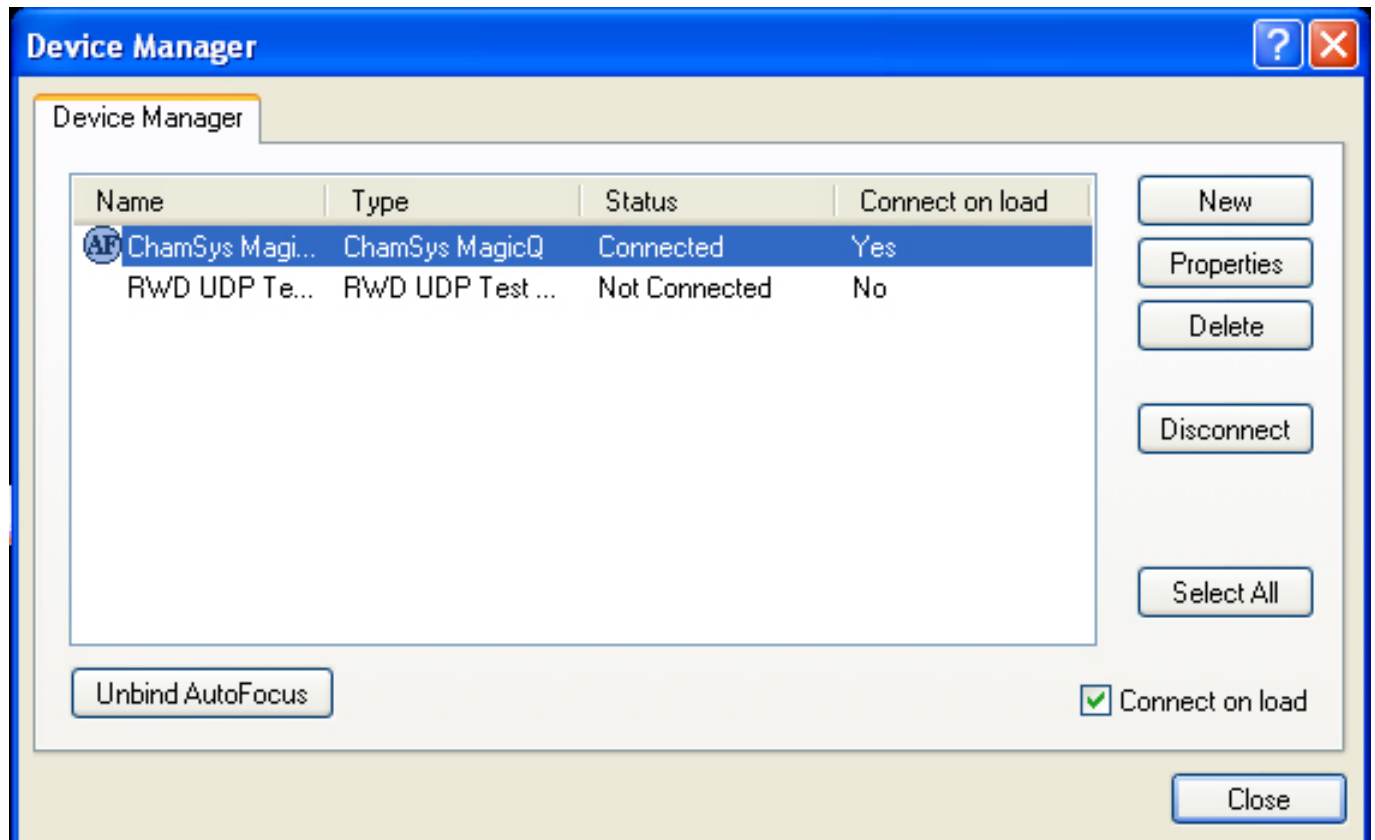 Device Manager
Device Manager
Name Type Status Connect on load
AF ChamSys Magi... ChamSys MagicQ Connected Yes
RWD UDP Te... RWD UDP Test ... Not Connected No
New
Properties
Delete
Disconnect
Select All
Unbind AutoFocus
Connect on load
Close